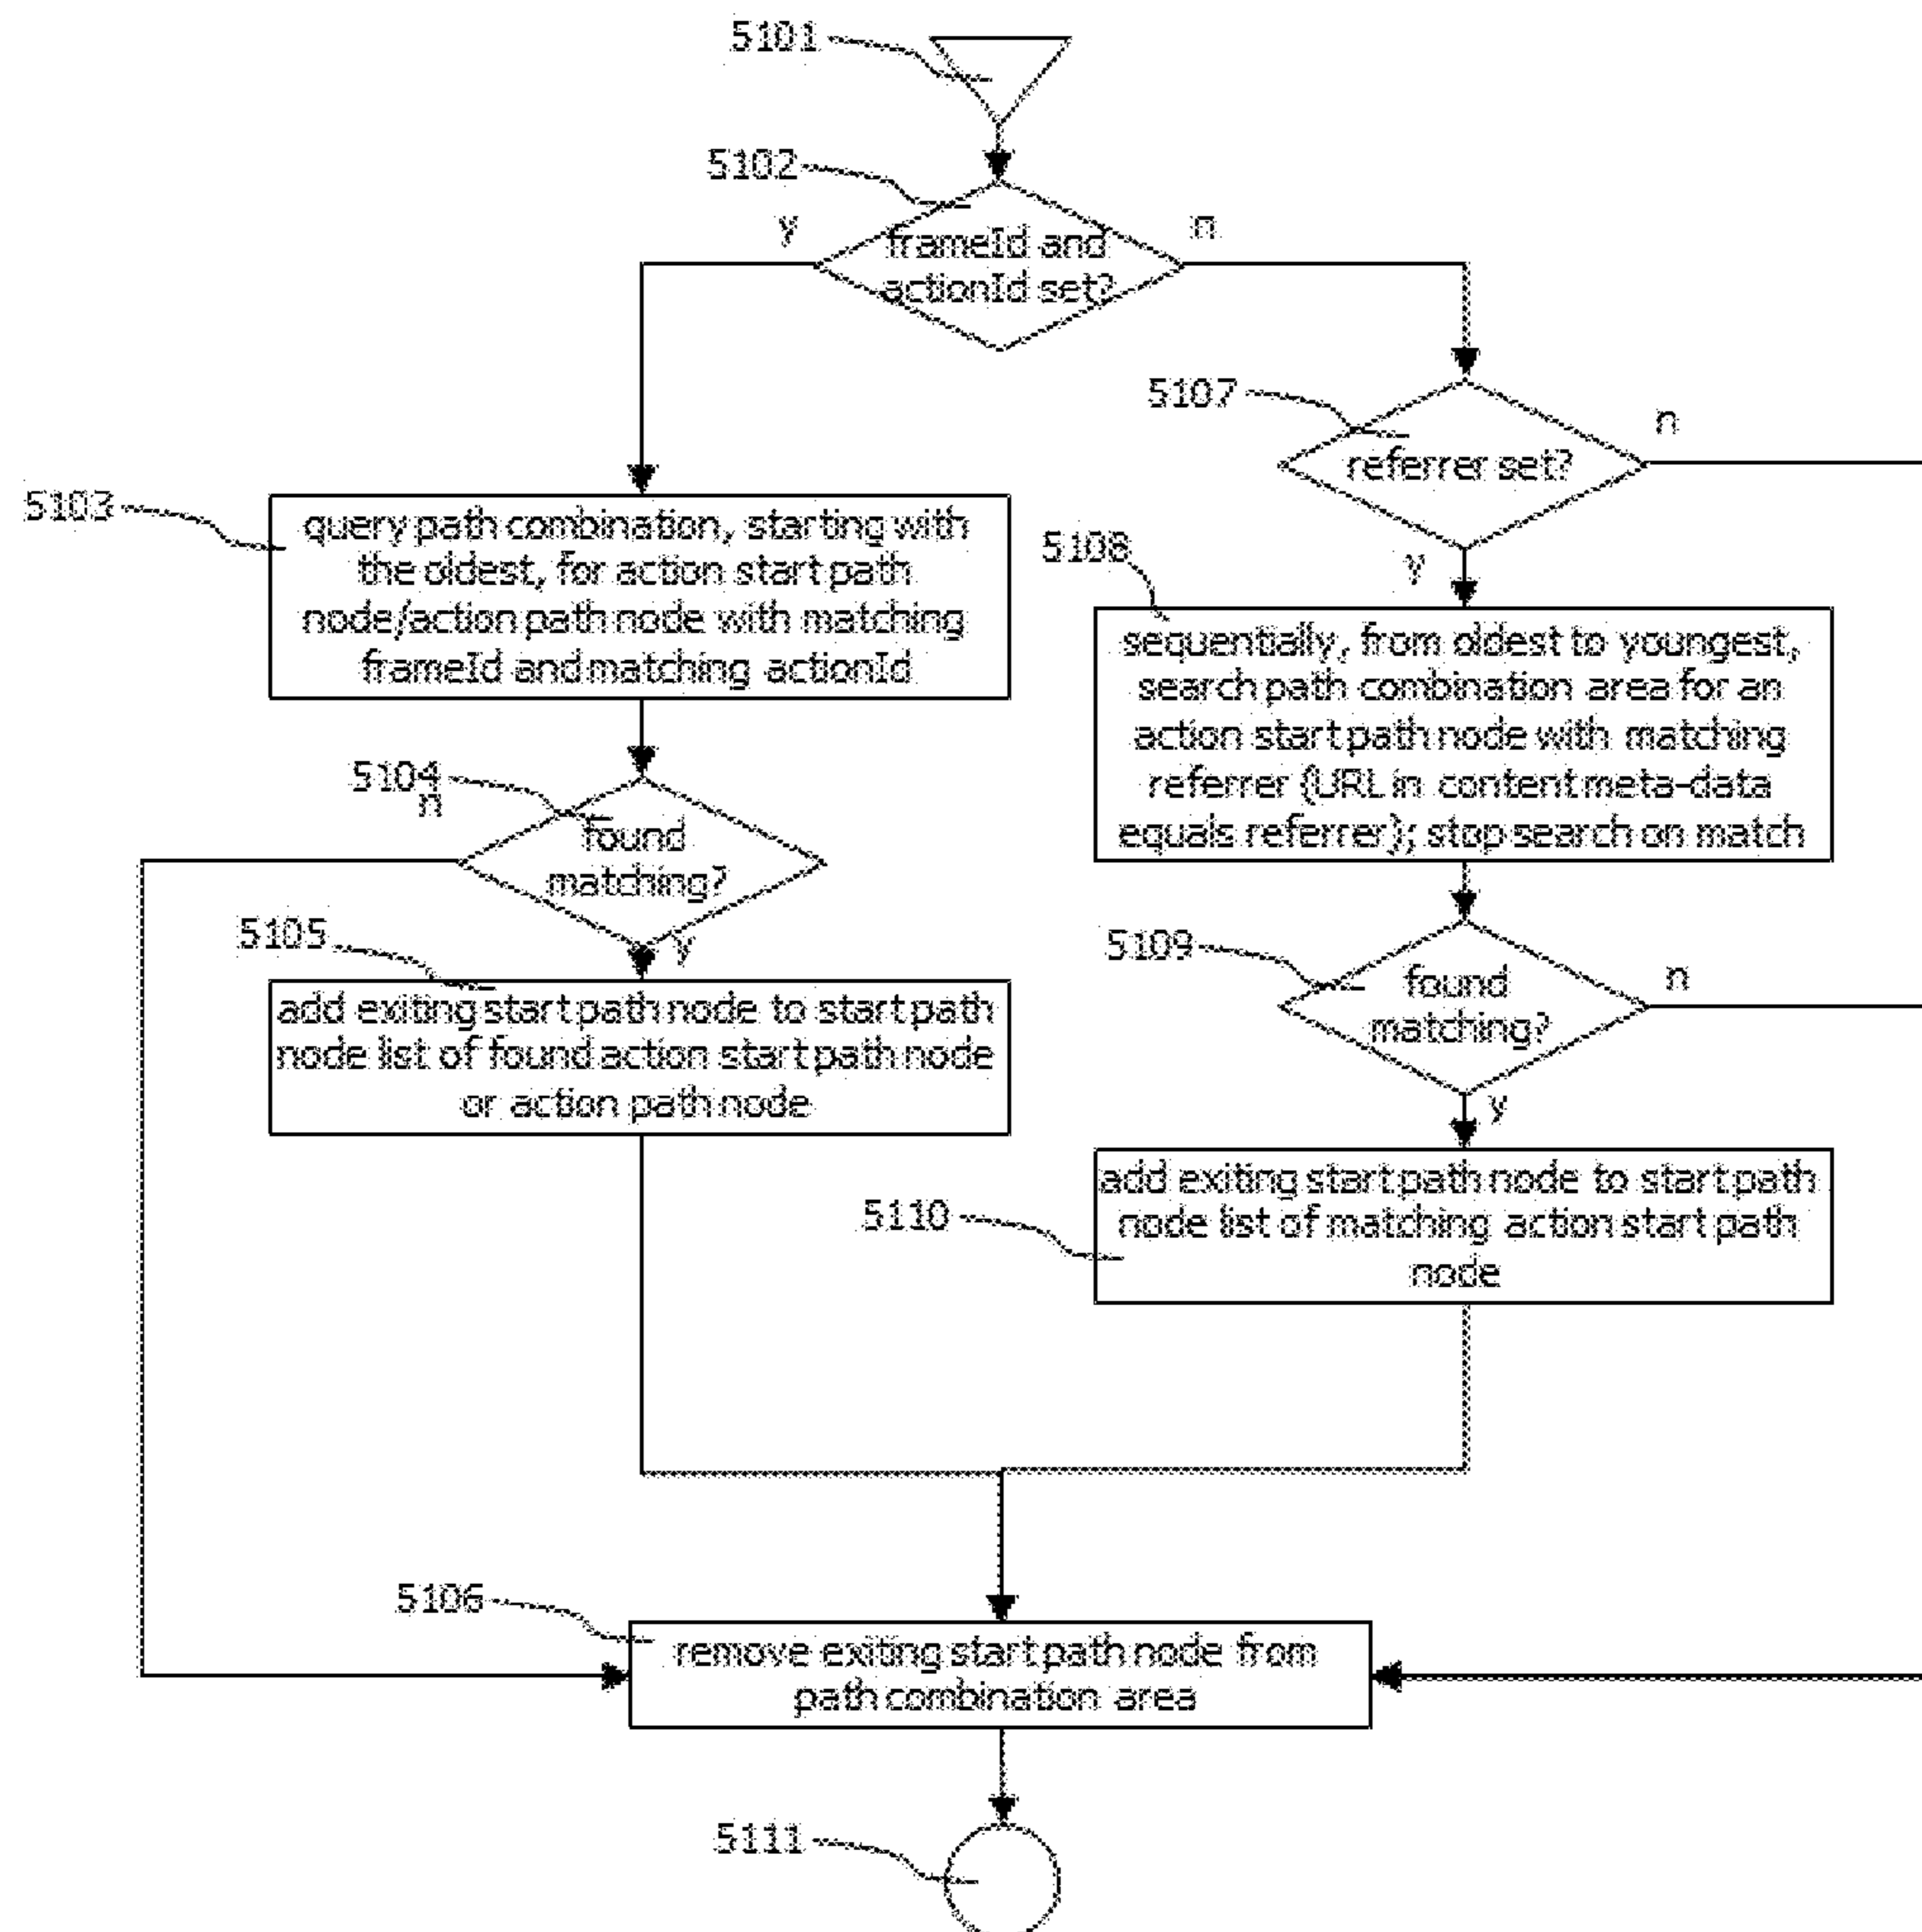 5101
5102
y
n
frameId and
actionId set?
5107
n
referrer set?
5103
query path combination, starting with
the oldest, for action start path
node/action path node with matching
frameId and matching actionId
5108
y
sequentially, from oldest to youngest,
search path combination area for an
action start path node with matching
referrer (URL in content meta-data
equals referrer); stop search on match
5104
n
found
matching?
y
5105
add exiting start path node to start path
node list of found action start path node
or action path node
5109
n
found
matching?
y
5110
add exiting start path node to start path
node list of matching action start path
node
5106
remove exiting start path node from
path combination area
5111